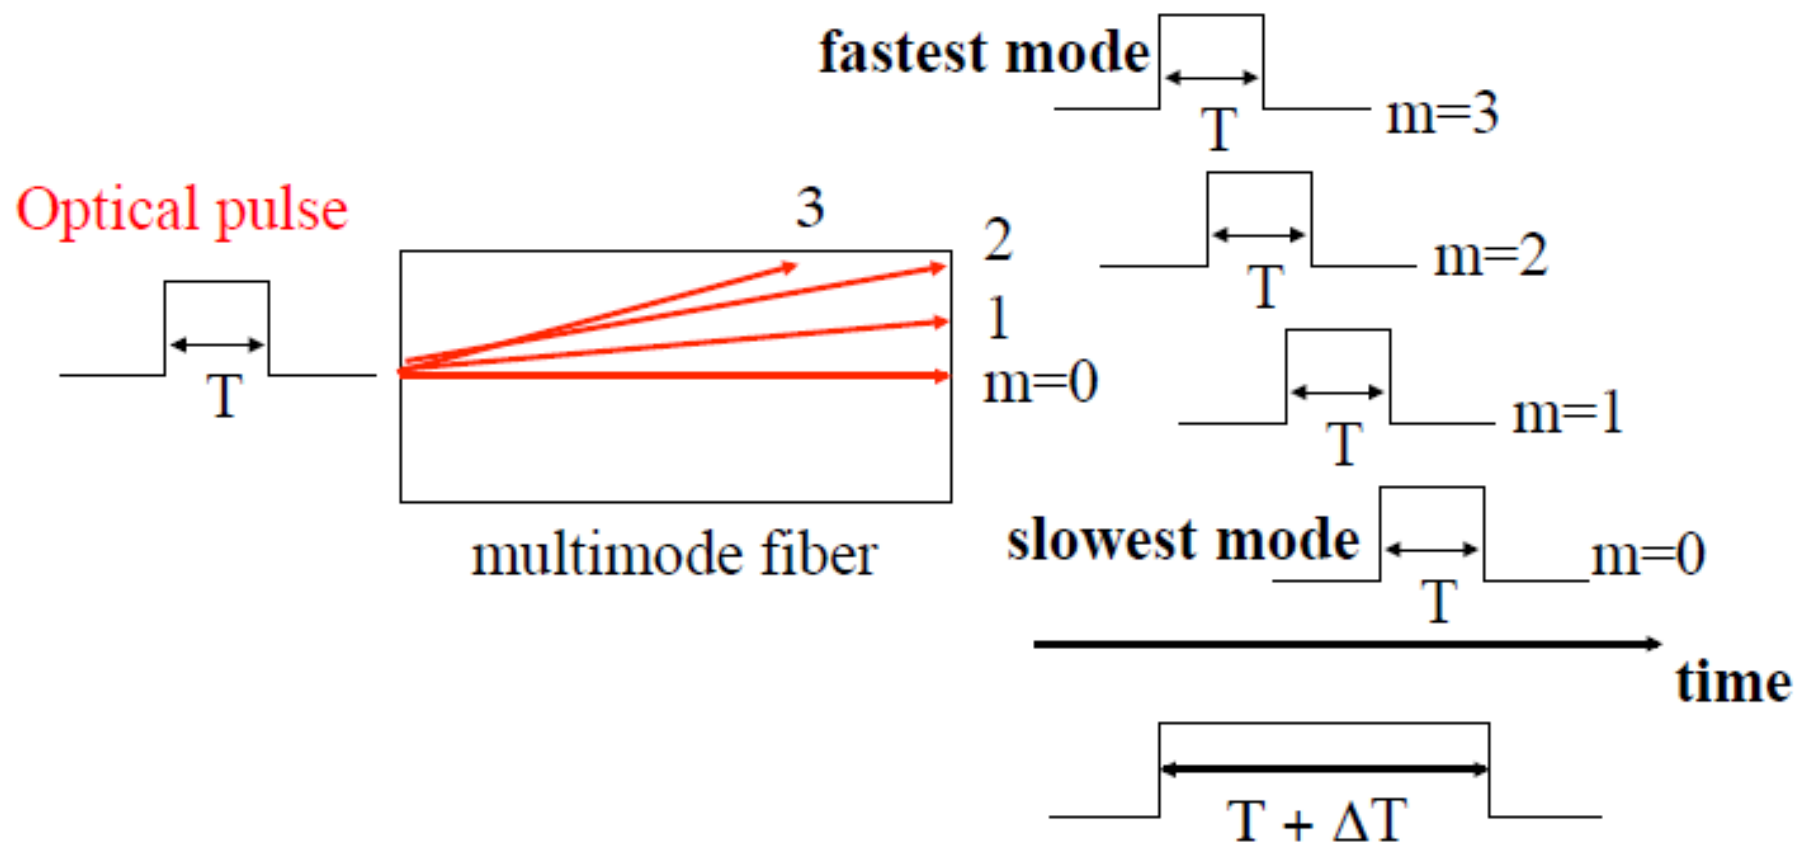 fastest mode
T
m=3
Optical pulse
T
3
2
1
m=0
multimode fiber
T
m=2
T
m=1
slowest mode
T
m=0
time
T + ΔT